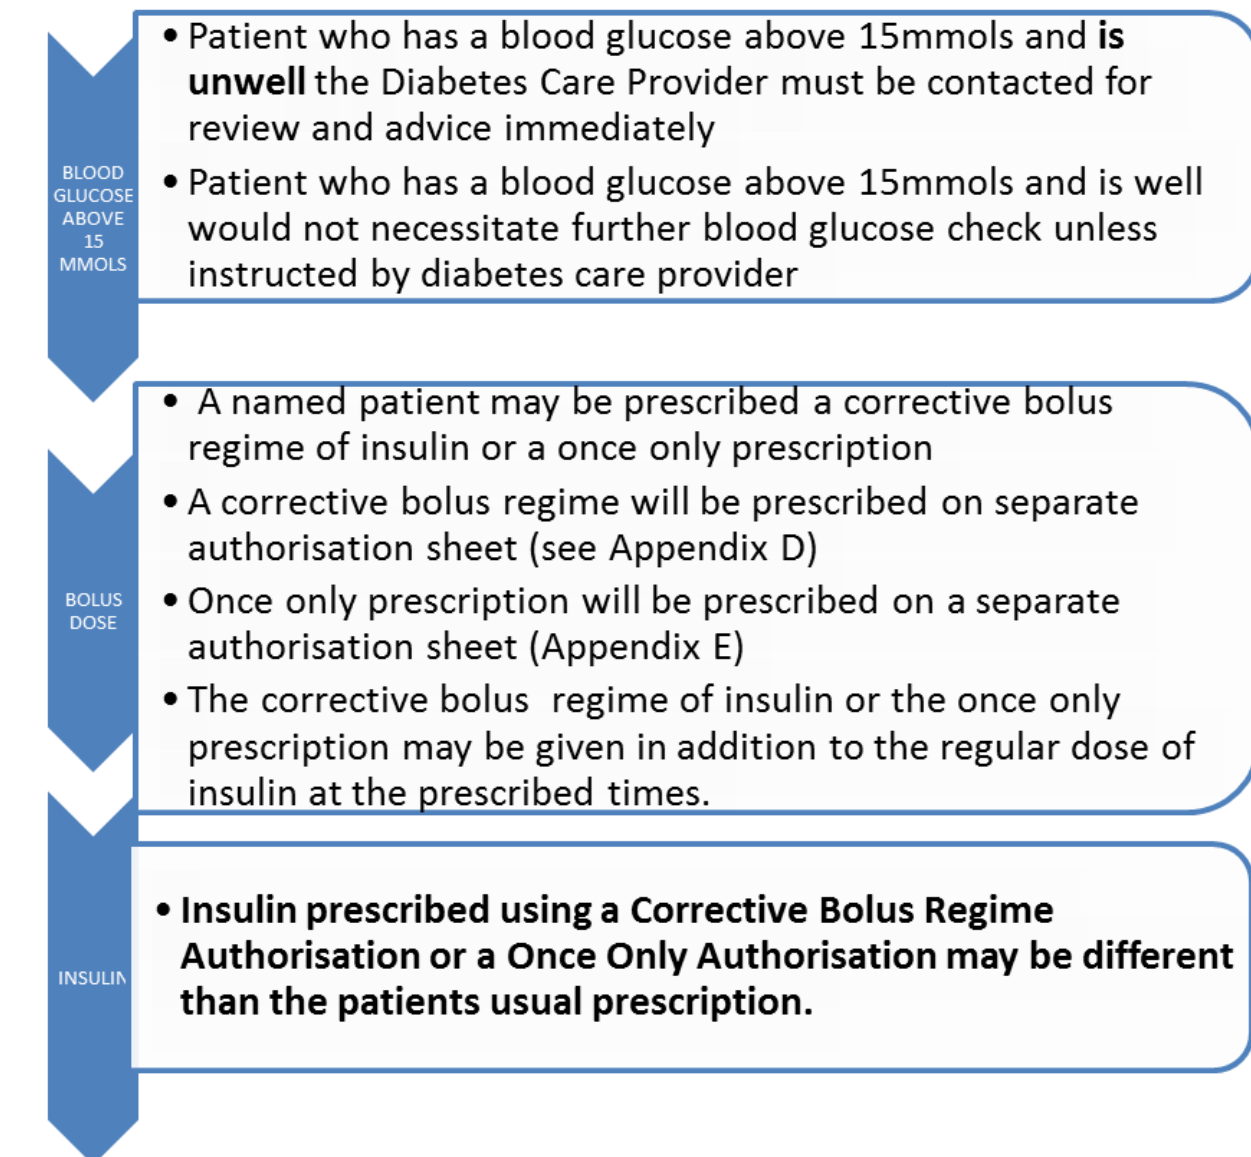 BLOOD
GLUCOSE
ABOVE
15
MMOLS
• Patient who has a blood glucose above 15mmols and is
unwell the Diabetes Care Provider must be contacted for
review and advice immediately
• Patient who has a blood glucose above 15mmols and is well
would not necessitate further blood glucose check unless
instructed by diabetes care provider
BOLUS
DOSE
• A named patient may be prescribed a corrective bolus
regime of insulin or a once only prescription
• A corrective bolus regime will be prescribed on separate
authorisation sheet (see Appendix D)
• Once only prescription will be prescribed on a separate
authorisation sheet (Appendix E)
• The corrective bolus regime of insulin or the once only
prescription may be given in addition to the regular dose of
insulin at the prescribed times.
INSULIN
• Insulin prescribed using a Corrective Bolus Regime
Authorisation or a Once Only Authorisation may be different
than the patients usual prescription.